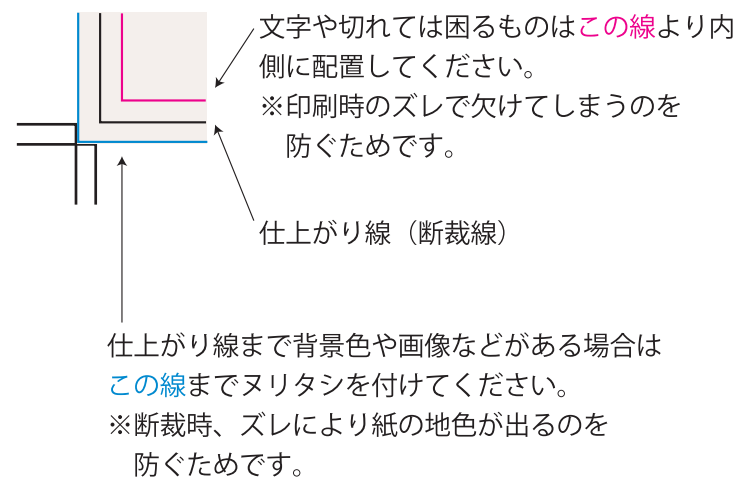 文字や切れては困るものはこの線より内
側に配置してください。
※印刷時のズレで欠けてしまうのを
防ぐためです。
仕上がり線（断裁線）
仕上がり線まで背景色や画像などがある場合は
この線までヌリタシを付けてください。
※断裁時、ズレにより紙の地色が出るのを
防ぐためです。